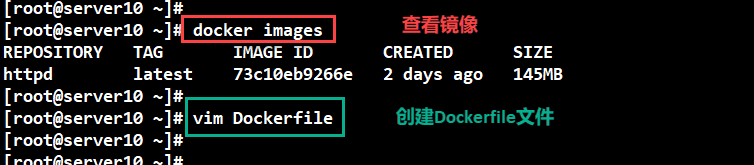 [root@server10 ~]#
[root@server10 ~]# docker images 查看镜像
REPOSITORY TAG IMAGE ID CREATED SIZE
httpd latest 73c10eb9266e 2 days ago 145MB
[root@server10 ~]#
[root@server10 ~]#
[root@server10 ~]# vim Dockerfile 创建Dockerfile文件
[root@server10 ~]#
[root@server10 ~]#